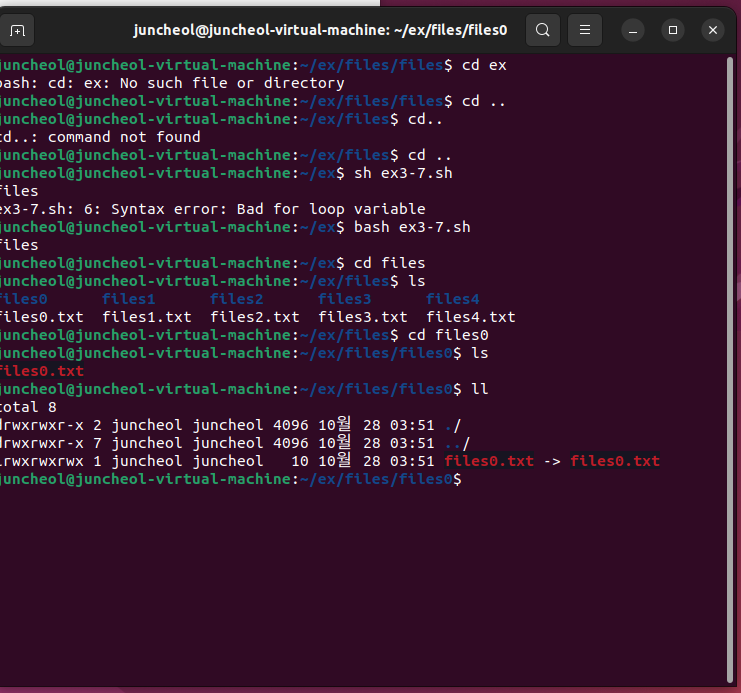 juncheol@juncheol-virtual-machine: ~/ex/files/files0
juncheol@juncheol-virtual-machine:~/ex/files/files$ cd ex
bash: cd: ex: No such file or directory
juncheol@juncheol-virtual-machine:~/ex/files/files$ cd ..
juncheol@juncheol-virtual-machine:~/ex/files$ cd..
cd..: command not found
juncheol@juncheol-virtual-machine:~/ex/files$ cd ..
juncheol@juncheol-virtual-machine:~/ex$ sh ex3-7.sh
files
ex3-7.sh: 6: Syntax error: Bad for loop variable
juncheol@juncheol-virtual-machine:~/ex$ bash ex3-7.sh
files
juncheol@juncheol-virtual-machine:~/ex$ cd files
juncheol@juncheol-virtual-machine:~/ex/files$ ls
files0 files1 files2 files3 files4
files0.txt files1.txt files2.txt files3.txt files4.txt
juncheol@juncheol-virtual-machine:~/ex/files$ cd files0
juncheol@juncheol-virtual-machine:~/ex/files/files0$ ls
files0.txt
juncheol@juncheol-virtual-machine:~/ex/files/files0$ ll
total 8
drwxrwxr-x 2 juncheol juncheol 4096 10월 28 03:51 ./
drwxrwxr-x 7 juncheol juncheol 4096 10월 28 03:51 ../
lrwxrwxrwx 1 juncheol juncheol 10 10월 28 03:51 files0.txt -> files0.txt
juncheol@juncheol-virtual-machine:~/ex/files/files0$